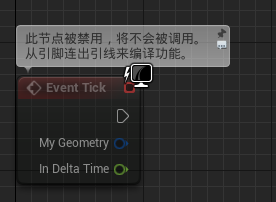 此节点被禁用，将不会被调用。
从引脚连出引线来编译功能。
Event Tick
My Geometry
In Delta Time